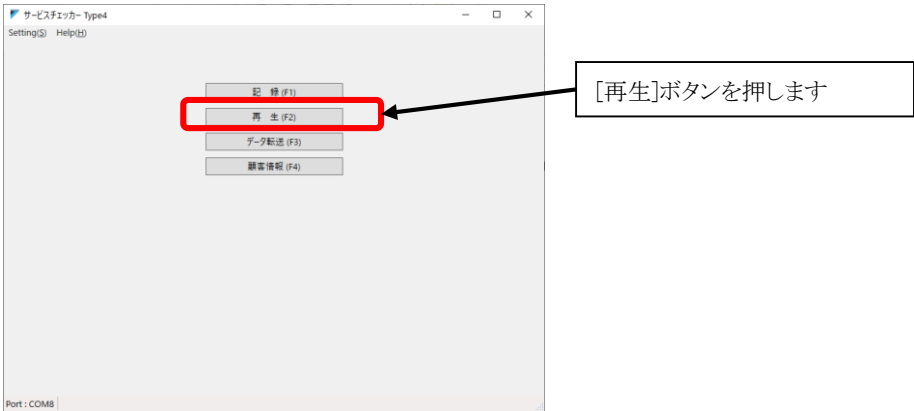 サービスチェッカー Type4
Setting(S) Help(H)
記 録 (F1)
再 生 (F2)
データ転送 (F3)
顧客情報 (F4)
[再生]ボタンを押します
Port : COM8